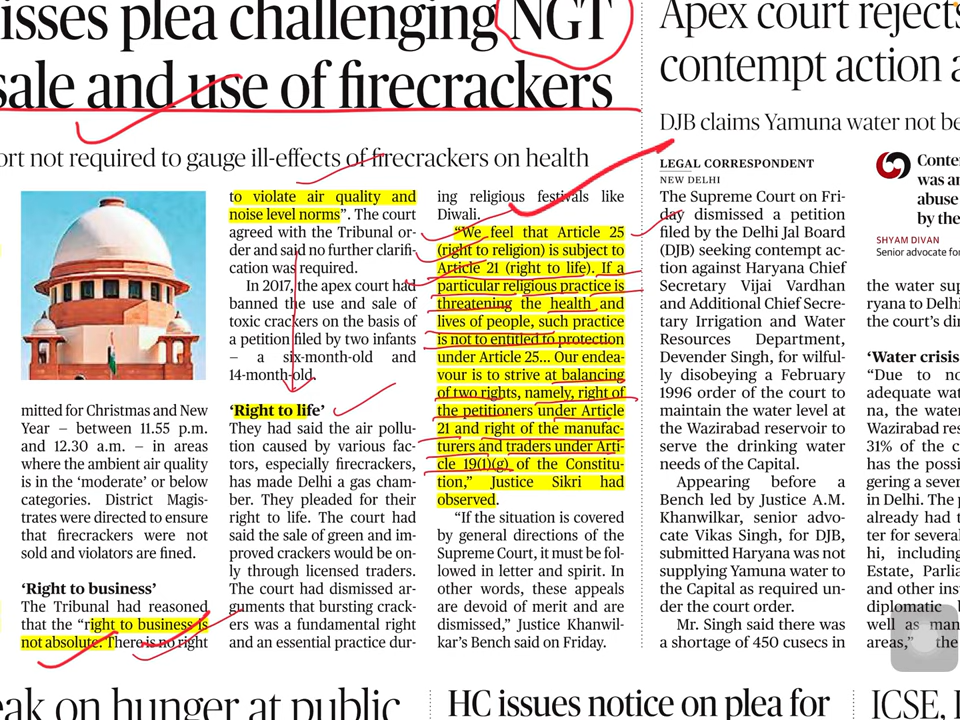 isses plea challenging NGT
sale and use of firecrackers
ort not required to gauge ill-effects of firecrackers on health
mitted for Christmas and New
Year – between 11.55 p.m.
and 12.30 a.m. – in areas
where the ambient air quality
is in the ‘moderate’ or below
categories. District Magis-
trates were directed to ensure
that firecrackers were not
sold and violators are fined.
‘Right to business’
The Tribunal had reasoned
that the “right to business is
not absolute. There is no right
to violate air quality and
noise level norms”. The court
agreed with the Tribunal or-
der and said no further clarifi-
cation was required.
In 2017, the apex court had
banned the use and sale of
toxic crackers on the basis of
a petition filed by two infants
– a six-month-old and
14-month-old.
‘Right to life’
They had said the air pollu-
tion caused by various fac-
tors, especially firecrackers,
has made Delhi a gas cham-
ber. They pleaded for their
right to life. The court had
said the sale of green and im-
proved crackers would be on-
ly through licensed traders.
The court had dismissed ar-
guments that bursting crack-
ers was a fundamental right
and an essential practice dur-
ing religious festivals like
Diwali.
“We feel that Article 25
(right to religion) is subject to
Article 21 (right to life). If a
particular religious practice is
threatening the health and
lives of people, such practice
is not to entitled to protection
under Article 25... Our endea-
vour is to strive at balancing
of two rights, namely, right of
the petitioners under Article
21 and right of the manufac-
turers and traders under Arti-
cle 19(1)(g) of the Constitu-
tion,” Justice Sikri had
observed.
“If the situation is covered
by general directions of the
Supreme Court, it must be fol-
lowed in letter and spirit. In
other words, these appeals
are devoid of merit and are
dismissed,” Justice Khanwil-
kar’s Bench said on Friday.
Apex court rejects
contempt action a
DJB claims Yamuna water not be
LEGAL CORRESPONDENT
NEW DELHI
The Supreme Court on Fri-
day dismissed a petition
filed by the Delhi Jal Board
(DJB) seeking contempt ac-
tion against Haryana Chief
Secretary Vijai Vardhan
and Additional Chief Secre-
tary Irrigation and Water
Resources Department,
Devender Singh, for wilful-
ly disobeying a February
1996 order of the court to
maintain the water level at
the Wazirabad reservoir to
serve the drinking water
needs of the Capital.
Appearing before a
Bench led by Justice A.M.
Khanwilkar, senior advo-
cate Vikas Singh, for DJB,
submitted Haryana was not
supplying Yamuna water to
the Capital as required un-
der the court order.
Mr. Singh said there was
a shortage of 450 cusecs in
Conte
was an
abuse
by the
SHYAM DIVAN
Senior advocate fo
the water sup
ryana to Delhi
the court’s di
‘Water crisis
“Due to no
adequate wat
na, the water
Wazirabad res
31% of the c
has the possi
gering a sever
in Delhi. The p
already had t
ter for several
hi, including
Estate, Parlia
and other ins
diplomatic
well as man
areas,” the
eak on hunger at public
HC issues notice on plea for
ICSE, I